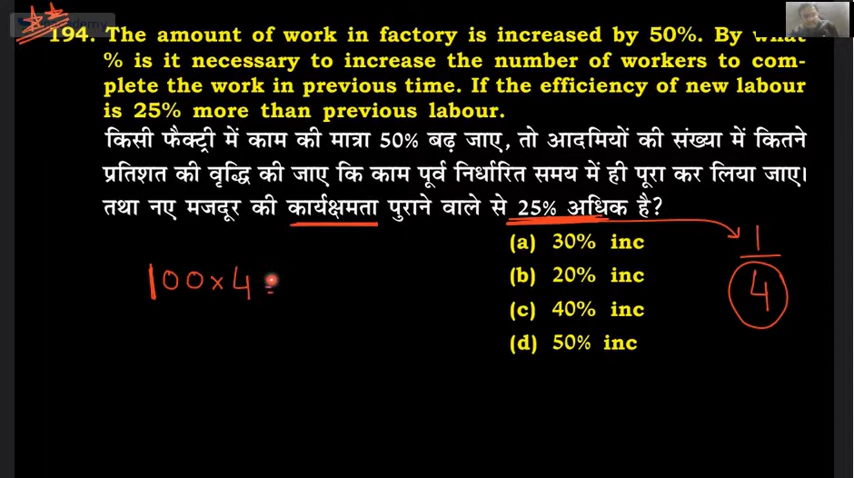 194. The amount of work in factory is increased by 50%. By what
% is it necessary to increase the number of workers to com-
plete the work in previous time. If the efficiency of new labour
is 25% more than previous labour.
किसी फैक्ट्री में काम की मात्रा 50% बढ़ जाए, तो आदमियों की संख्या में कितने
प्रतिशत की वृद्धि की जाए कि काम पूर्व निर्धारित समय में ही पूरा कर लिया जाए।
तथा नए मजदूर की कार्यक्षमता पुराने वाले से 25% अधिक है?
(a) 30% inc
(b) 20% inc
(c) 40% inc
(d) 50% inc
1
4
100×4=